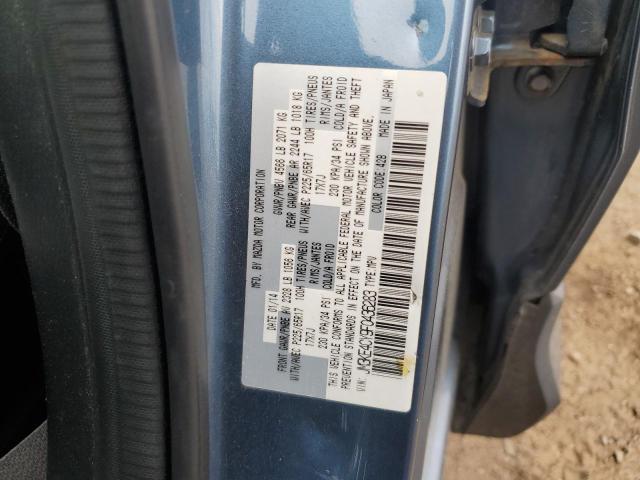 MFD. BY MAZDA MOTOR CORPORATION
DATE 01/14 GVWR/PNBV 4566 LB 2071 KG
FRONT GAWR/PNBE AV 2328 LB 1056 KG REAR GAWR/PNBE AR 2244 LB 1018 KG
WITH/AVEC P225/65R17 100H TIRES/PNEUS WITH/AVEC P225/65R17 100H TIRES/PNEUS
17X7J RIMS/JANTES 17X7J RIMS/JANTES
230 KPA/34 PSI COLD/A FROID 230 KPA/34 PSI COLD/A FROID
THIS VEHICLE CONFORMS TO ALL APPLICABLE FEDERAL MOTOR VEHICLE SAFETY AND THEFT
PREVENTION STANDARDS IN EFFECT ON THE DATE OF MANUFACTURE SHOWN ABOVE.
VIN: TYPE MPV COLOR CODE 42B MADE IN JAPAN